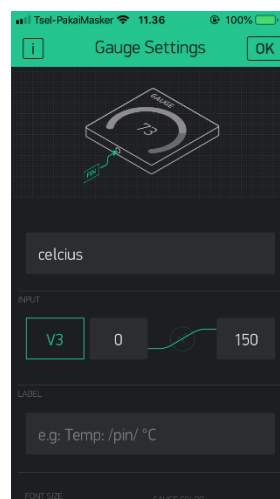 Tsel-PakaiMasker 11.36 100%
i Gauge Settings OK
GAUGE
73
PIN
celcius
INPUT
V3 0 150
LABEL
e.g: Temp: /pin/ °C
FONT SIZE GAUGE COLOR